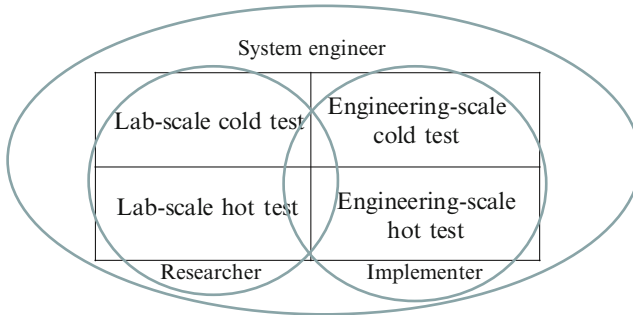 System engineer
Lab-scale cold test
Engineering-scale
cold test
Lab-scale hot test
Engineering-scale
hot test
Researcher
Implementer